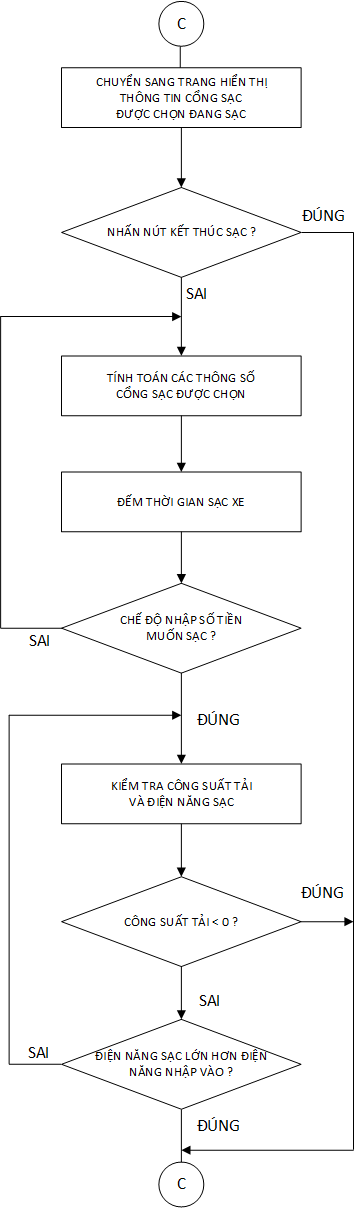 C
CHUYỂN SANG TRANG HIỂN THỊ
THÔNG TIN CỔNG SẠC
ĐƯỢC CHỌN ĐANG SẠC
ĐÚNG
NHẤN NÚT KẾT THÚC SẠC ?
SAI
TÍNH TOÁN CÁC THÔNG SỐ
CỔNG SẠC ĐƯỢC CHỌN
ĐẾM THỜI GIAN SẠC XE
CHẾ ĐỘ NHẬP SỐ TIỀN
MUỐN SẠC ?
SAI
ĐÚNG
KIỂM TRA CÔNG SUẤT TẢI
VÀ ĐIỆN NĂNG SẠC
ĐÚNG
CÔNG SUẤT TẢI < 0 ?
SAI
SAI
ĐIỆN NĂNG SẠC LỚN HƠN ĐIỆN
NĂNG NHẬP VÀO ?
ĐÚNG
C